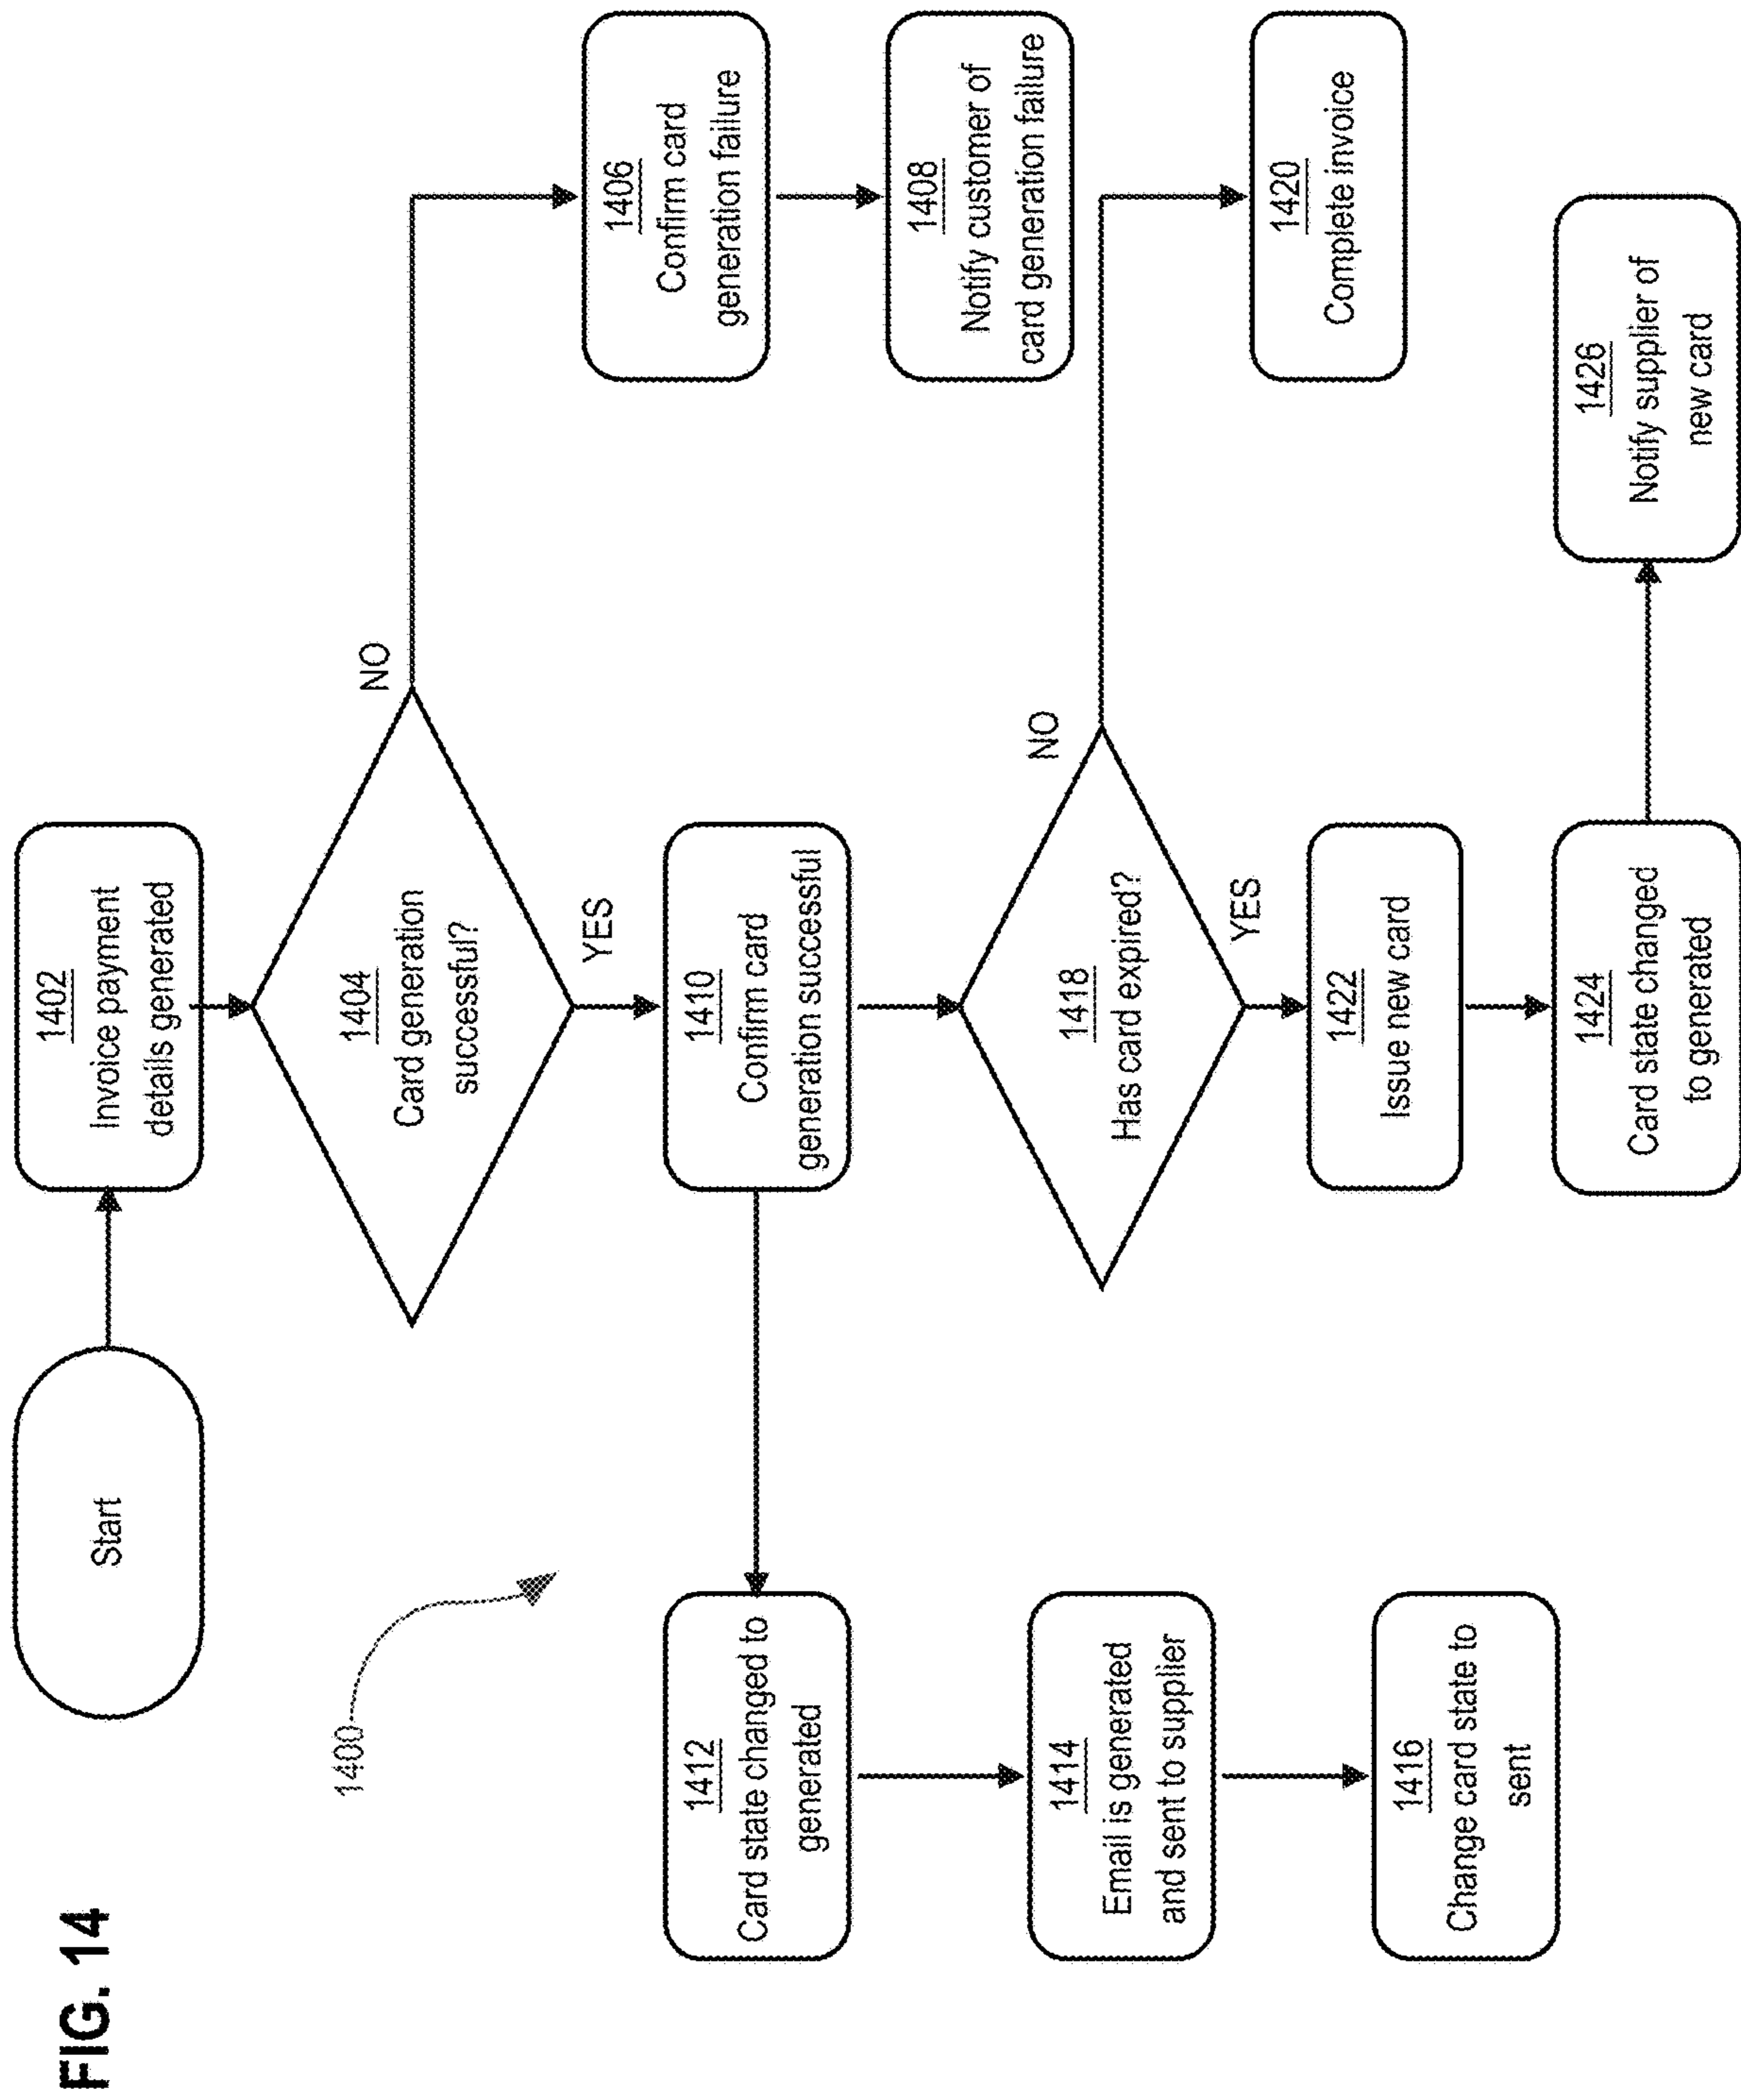 FIG. 14
1400
Start
1402
Invoice payment
details generated
1404
Card generation
successful?
NO
YES
1406
Confirm card
generation failure
1408
Notify customer of
card generation failure
1410
Confirm card
generation successful
1412
Card state changed to
generated
1414
Email is generated
and sent to supplier
1416
Change card state to
sent
1418
Has card expired?
NO
YES
1420
Complete invoice
1422
Issue new card
1424
Card state changed
to generated
1426
Notify supplier of
new card